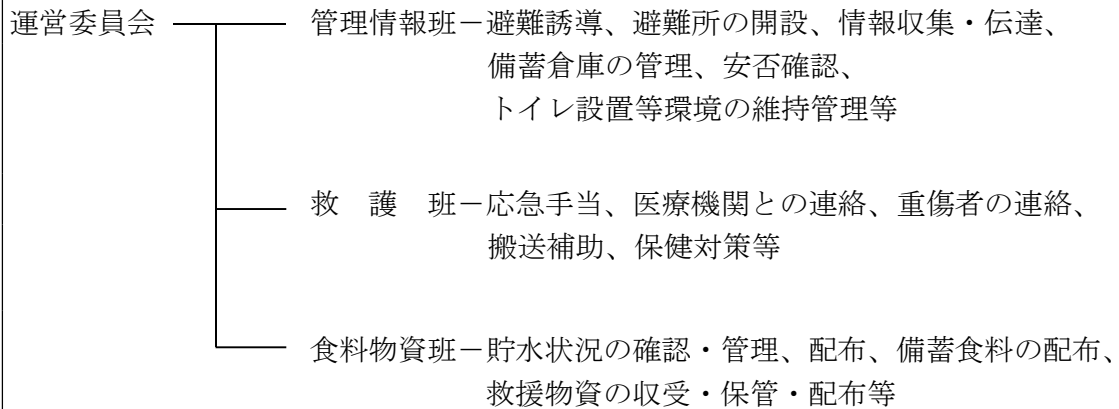 運営委員会 管理情報班－避難誘導、避難所の開設、情報収集・伝達、
備蓄倉庫の管理、安否確認、
トイレ設置等環境の維持管理等
救　護　班－応急手当、医療機関との連絡、重傷者の連絡、
搬送補助、保健対策等
食料物資班－貯水状況の確認・管理、配布、備蓄食料の配布、
救援物資の収受・保管・配布等